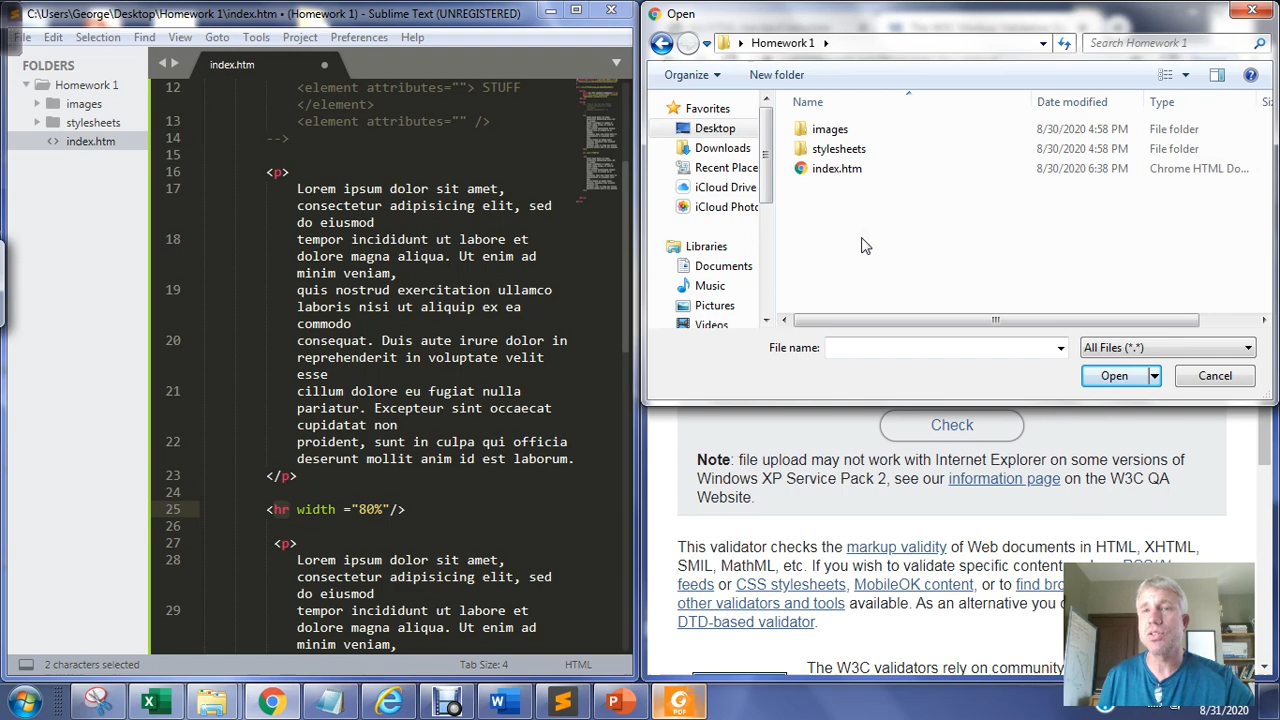 C:\Users\George\Desktop\Homework 1\index.htm • (Homework 1) - Sublime Text (UNREGISTERED)
File Edit Selection Find View Goto Tools Project Preferences Help
FOLDERS
Homework 1
images
stylesheets
index.htm
index.htm
12 <element attributes=""> STUFF
</element>
13 <element attributes="" />
14 -->
15
16 <p>
17 Lorem ipsum dolor sit amet,
consectetur adipisicing elit, sed
do eiusmod
18 tempor incididunt ut labore et
dolore magna aliqua. Ut enim ad
minim veniam,
19 quis nostrud exercitation ullamco
laboris nisi ut aliquip ex ea
commodo
20 consequat. Duis aute irure dolor in
reprehenderit in voluptate velit
esse
21 cillum dolore eu fugiat nulla
pariatur. Excepteur sint occaecat
cupidatat non
22 proident, sunt in culpa qui officia
deserunt mollit anim id est laborum.
23 </p>
24
25 <hr width ="80%"/>
26
27 <p>
28 Lorem ipsum dolor sit amet,
consectetur adipisicing elit, sed
do eiusmod
29 tempor incididunt ut labore et
dolore magna aliqua. Ut enim ad
minim veniam,
2 characters selected
Tab Size: 4
HTML
Open
Homework 1
Search Homework 1
Organize New folder
Favorites
Desktop
Downloads
Recent Place
iCloud Drive
iCloud Photo
Libraries
Documents
Music
Pictures
Videos
Name Date modified Type
images 8/30/2020 4:58 PM File folder
stylesheets 8/30/2020 4:58 PM File folder
index.htm 8/30/2020 6:38 PM Chrome HTML Do...
File name:
All Files (*.*)
Open Cancel
Check
Note: file upload may not work with Internet Explorer on some versions of
Windows XP Service Pack 2, see our information page on the W3C QA
Website.
This validator checks the markup validity of Web documents in HTML, XHTML,
SMIL, MathML, etc. If you wish to validate specific content
feeds or CSS stylesheets, MobileOK content, or to find
other validators and tools available. As an alternative you
DTD-based validator.
The W3C validators rely on community
8/31/2020